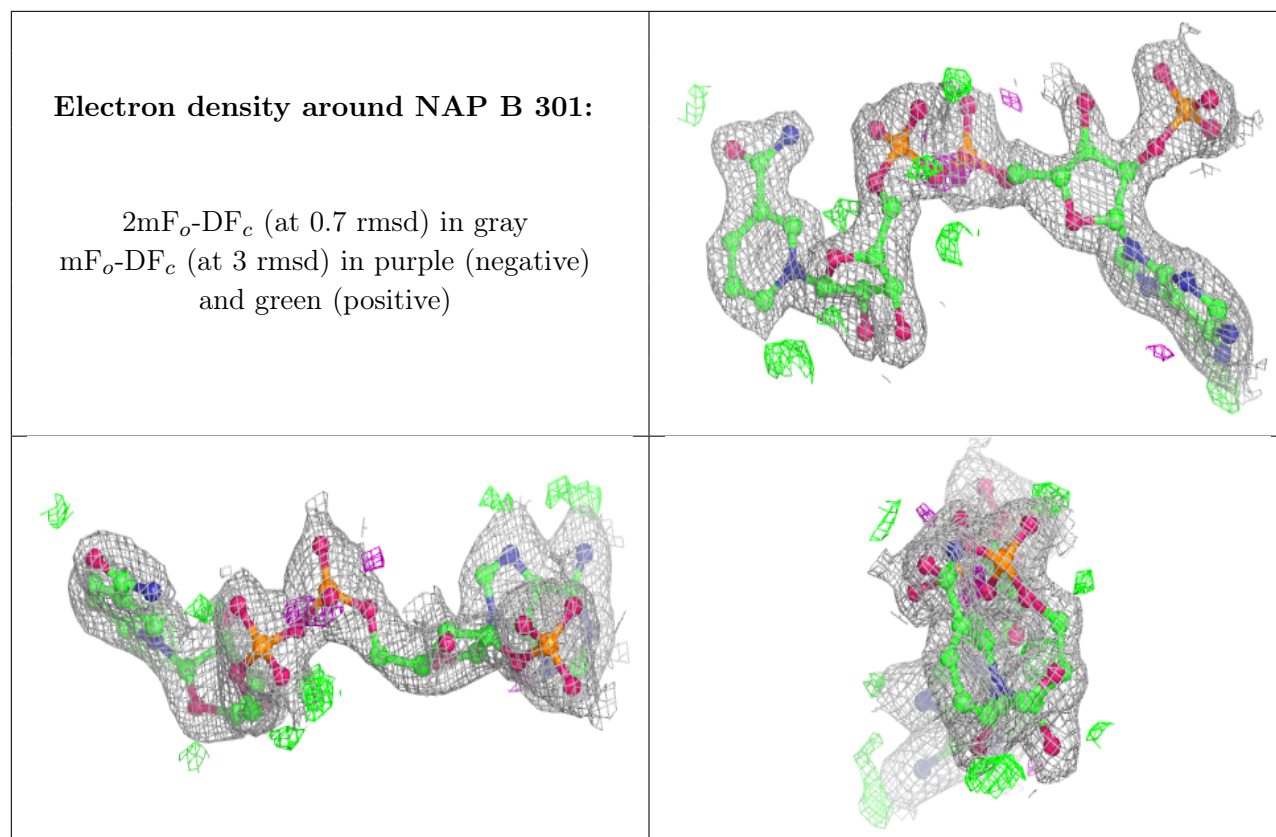 Electron density around NAP B 301:
2mFo-DFc (at 0.7 rmsd) in gray
mFo-DFc (at 3 rmsd) in purple (negative)
and green (positive)